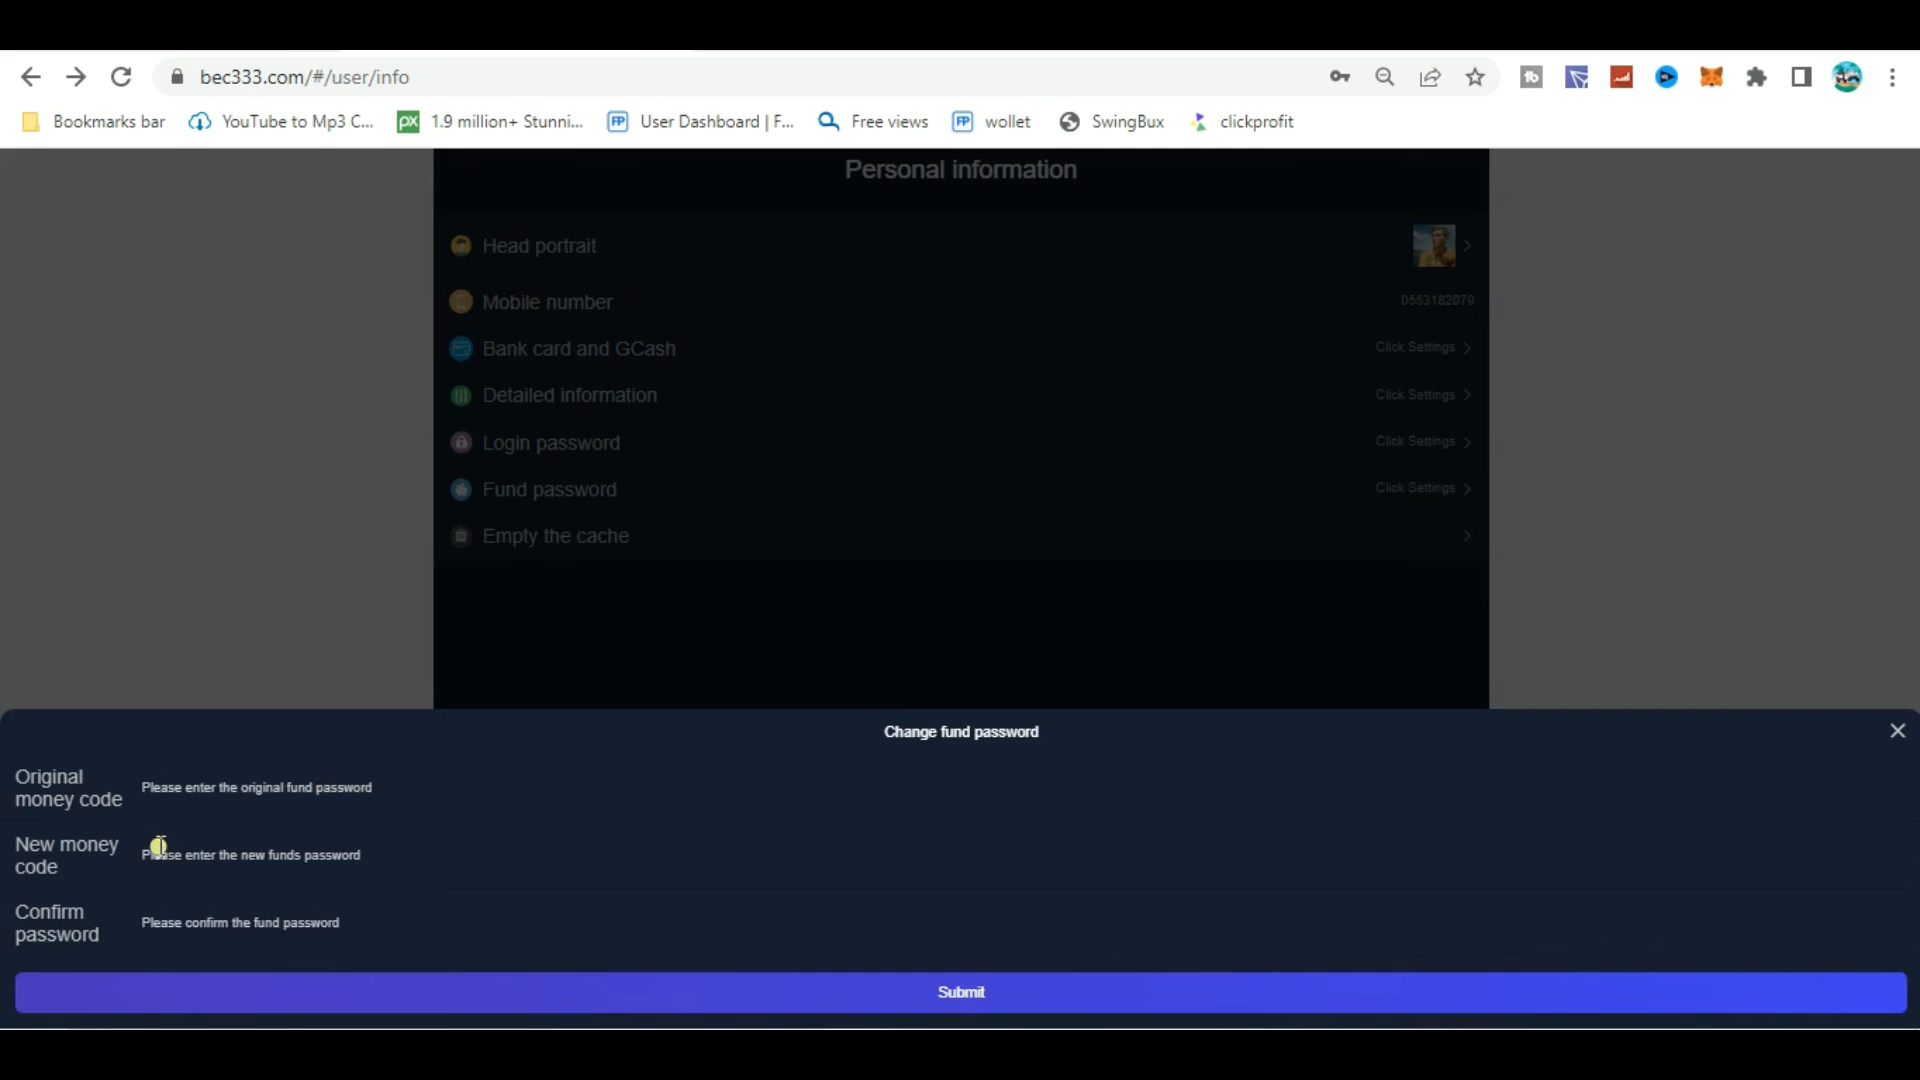 bec333.com/#/user/info
Bookmarks bar YouTube to Mp3 C... 1.9 million+ Stunni... User Dashboard | F... Free views wollet SwingBux clickprofit
Personal information
Head portrait
Mobile number 0553182079
Bank card and GCash Click Settings
Detailed information Click Settings
Login password Click Settings
Fund password Click Settings
Empty the cache
Change fund password
Original
money code
Please enter the original fund password
New money
code
Please enter the new funds password
Confirm
password
Please confirm the fund password
Submit